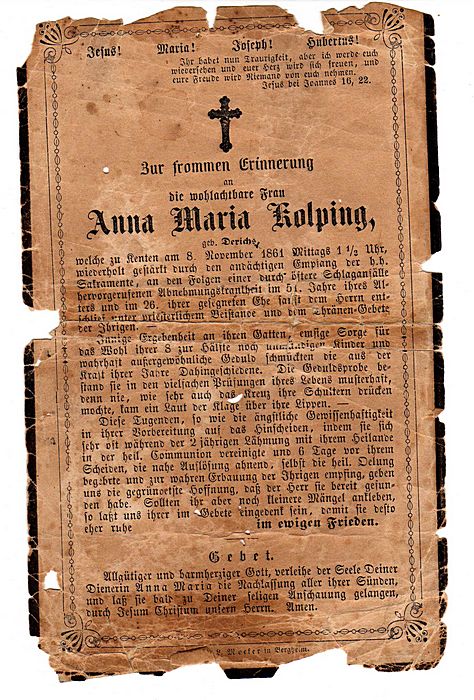 Jesus! Maria! Joseph! Hubertus!
Ihr habet nun Traurigkeit, aber ich werde euch
wiedersehen und euer Herz wird sich freuen, und
eure Freude wird Niemand von euch nehmen.
Jesus bei Joannes 16, 22.
Zur frommen Erinnerung
an
die wohlachtbare Frau
Anna Maria Kolping,
geb. Derichs,
welche zu Kenten am 8. November 1861 Mittags 1 1/2 Uhr,
wiederholt gestärkt durch den andächtigen Empfang der h.h.
Sakramente, an den Folgen einer durch öftere Schlaganfälle
hervorgerufenen Abnehmungskrankheit im 51. Jahre ihres Al-
ters und im 26. ihrer gesegneten Ehe sanft dem Herrn ent-
schlief unter priesterlichem Beistande und dem Thränen-Gebete
der Ihrigen.
Innige Ergebenheit an ihren Gatten, emsige Sorge für
das Wohl ihrer 8 zur Hälfte noch unmündigen Kinder und
wahrhaft außergewöhnliche Geduld schmückten die aus der
Kraft ihrer Jahre Dahingeschiedene. Die Geduldsprobe be-
stand sie in den vielfachen Prüfungen ihres Lebens musterhaft,
denn nie, wie sehr auch das Kreuz ihre Schultern drücken
mochte, kam ein Laut der Klage über ihre Lippen. —
Diese Tugenden, so wie die ängstliche Gewissenhaftigkeit
in ihrer Vorbereitung auf das Hinscheiden, indem sie sich
sehr oft während der 2 jährigen Lähmung mit ihrem Heilande
in der heil. Communion vereinigte und 6 Tage vor ihrem
Scheiden, die nahe Auflösung ahnend, selbst die heil. Oelung
begehrte und zur wahren Erbauung der Ihrigen empfing, geben
uns die gegründetste Hoffnung, daß der Herr sie bereit gefun-
den habe. Sollten ihr aber noch kleinere Mängel ankleben,
so laßt uns ihrer im Gebete eingedenk sein, damit sie desto
eher ruhe im ewigen Frieden.
Gebet.
Allgütiger und barmherziger Gott, verleihe der Seele Deiner
Dienerin Anna Maria die Nachlassung aller ihrer Sünden,
und laß sie bald zu Deiner seligen Anschauung gelangen,
durch Jesum Christum unsern Herrn. Amen.
in Bergheim.